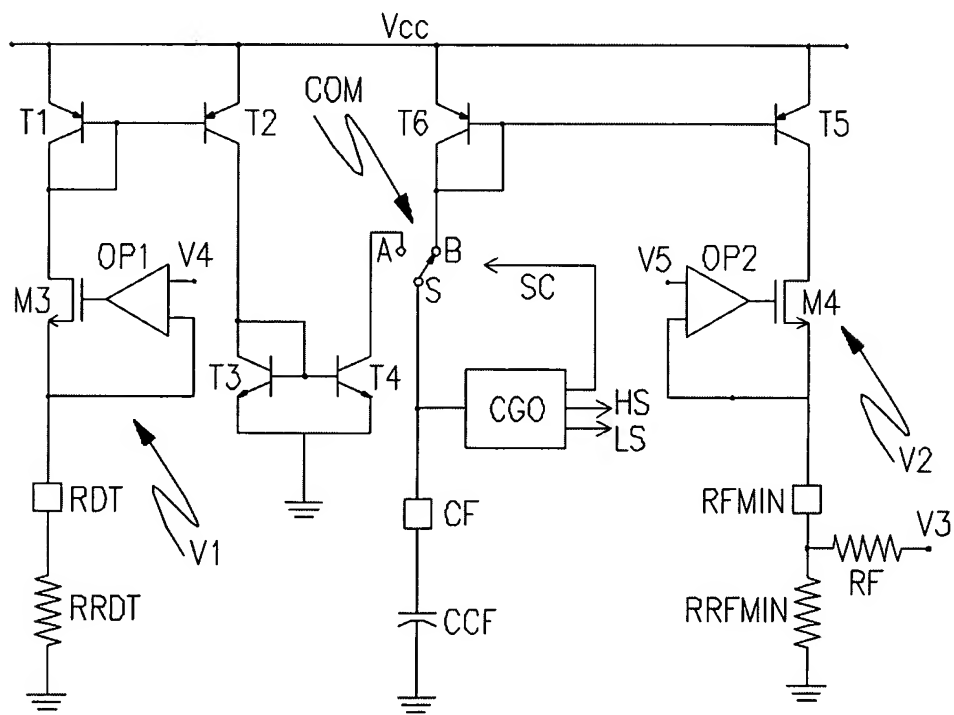 Vcc
COM
T1
T2
T6
T5
A
B
S
OP1
V4
M3
SC
V5
OP2
M4
T3
T4
CGO
HS
LS
V2
RDT
CF
RFMIN
V3
V1
RF
RRDT
CCF
RRFMIN